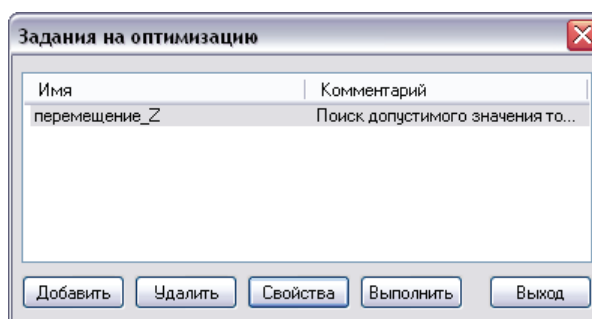 Задания на оптимизацию
Имя Комментарий
перемещение_Z Поиск допустимого значения то...
Добавить Удалить Свойства Выполнить Выход